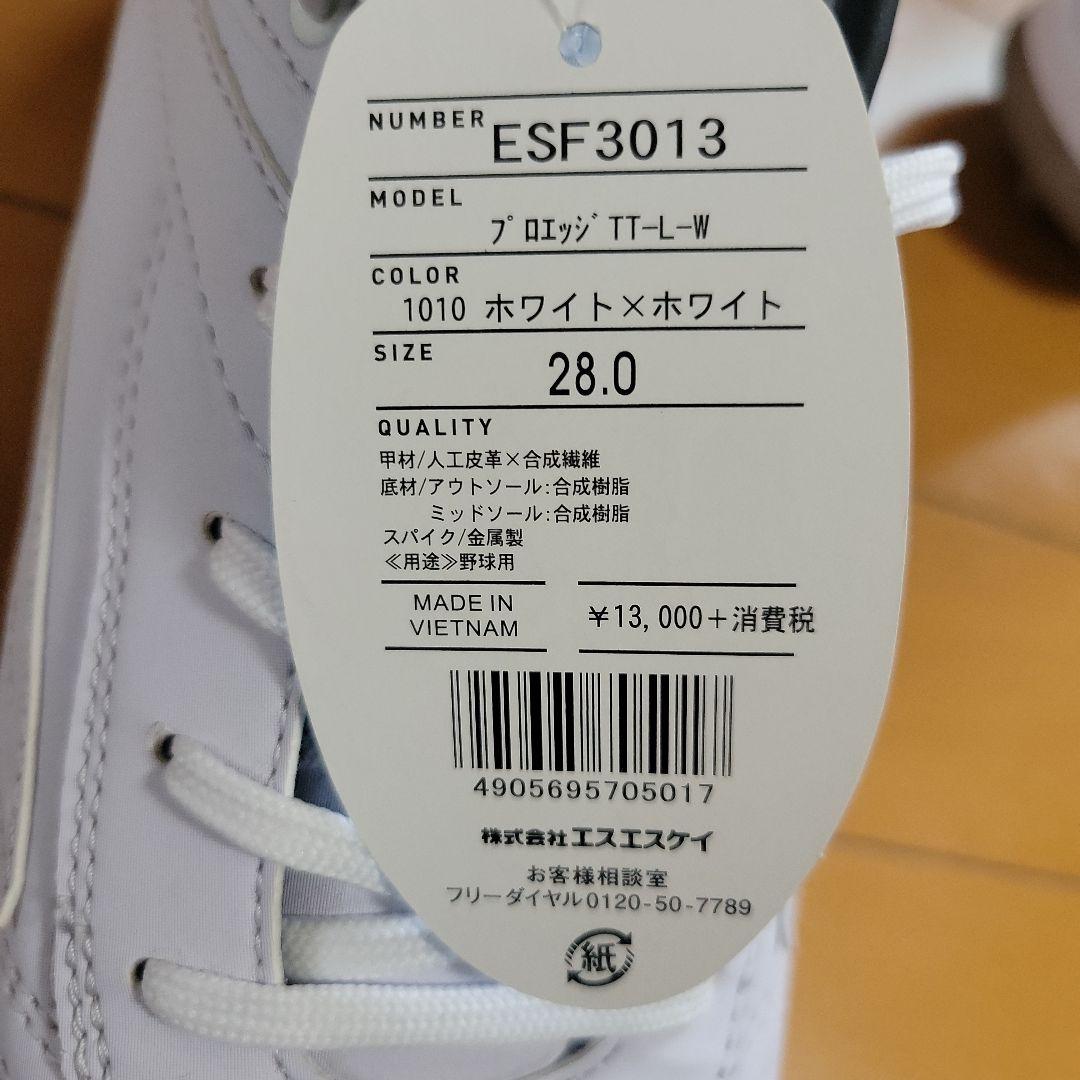 NUMBER ESF3013
MODEL
プロエッジTT-L-W
COLOR
1010 ホワイト×ホワイト
SIZE
28.0
QUALITY
甲材/人工皮革×合成繊維
底材/アウトソール:合成樹脂
ミッドソール:合成樹脂
スパイク/金属製
≪用途≫野球用
MADE IN
VIETNAM
¥13,000+消費税
4905695705017
株式会社エスエスケイ
お客様相談室
フリーダイヤル0120-50-7789
紙